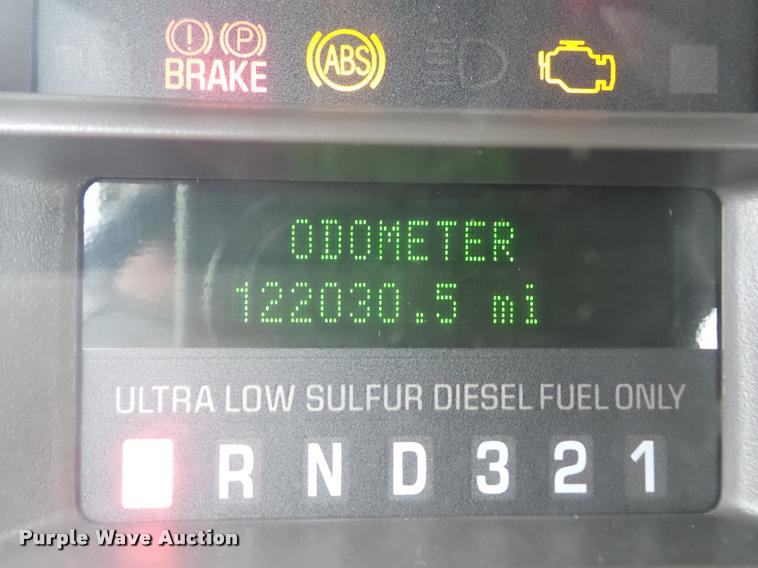 (!) (P)
BRAKE
ABS
ODOMETER
122030.5 mi
ULTRA LOW SULFUR DIESEL FUEL ONLY
R N D 3 2 1
Purple Wave Auction